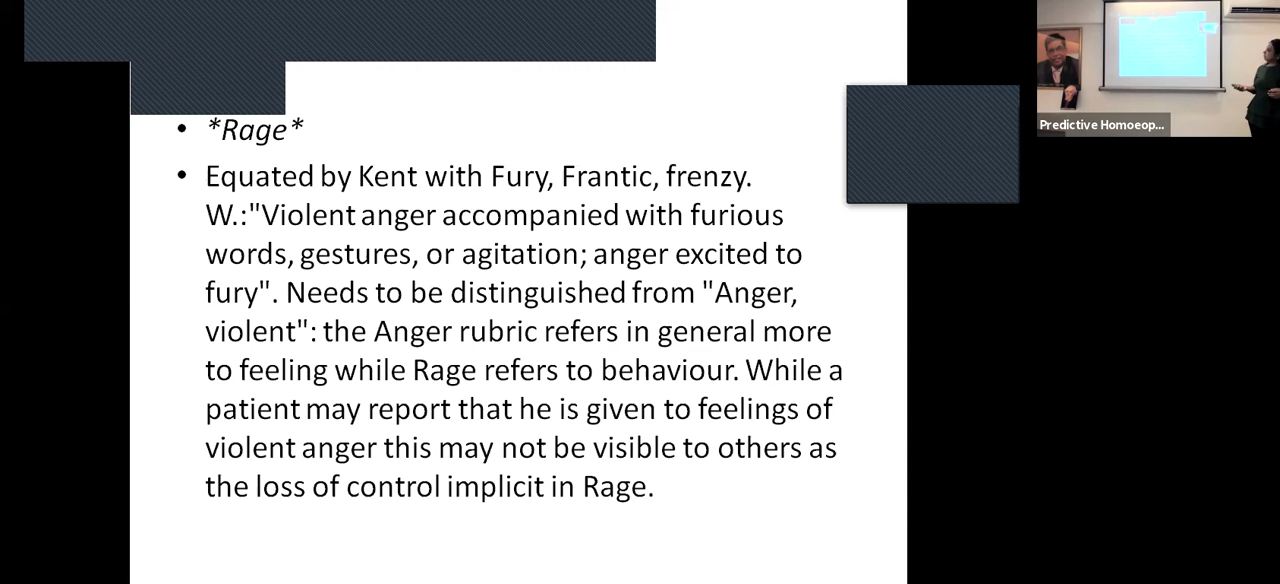 • *Rage*
• Equated by Kent with Fury, Frantic, frenzy.
W.:"Violent anger accompanied with furious
words, gestures, or agitation; anger excited to
fury". Needs to be distinguished from "Anger,
violent": the Anger rubric refers in general more
to feeling while Rage refers to behaviour. While a
patient may report that he is given to feelings of
violent anger this may not be visible to others as
the loss of control implicit in Rage.
Predictive Homoeop...